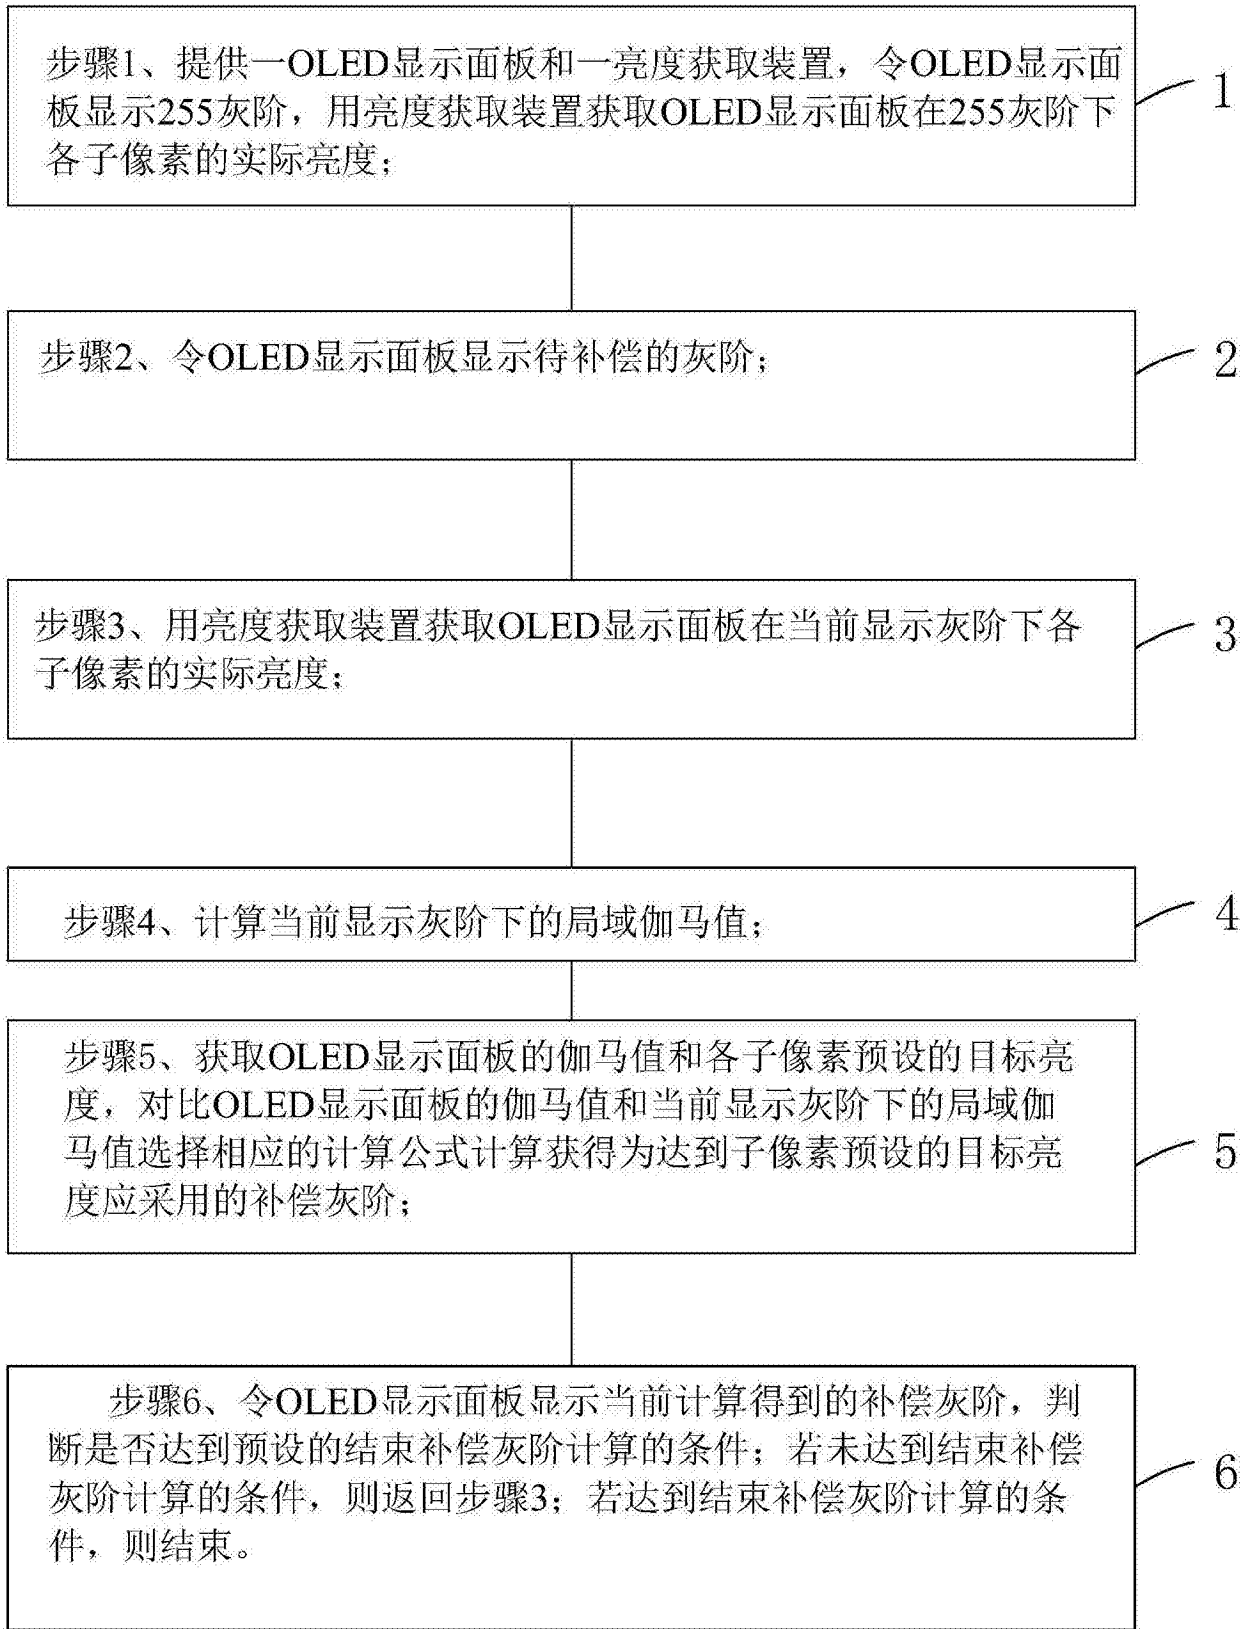 步骤1、提供一OLED显示面板和一亮度获取装置，令OLED显示面
板显示255灰阶，用亮度获取装置获取OLED显示面板在255灰阶下
各子像素的实际亮度；
1
步骤2、令OLED显示面板显示待补偿的灰阶；
2
步骤3、用亮度获取装置获取OLED显示面板在当前显示灰阶下各
子像素的实际亮度；
3
步骤4、计算当前显示灰阶下的局域伽马值；
4
步骤5、获取OLED显示面板的伽马值和各子像素预设的目标亮
度，对比OLED显示面板的伽马值和当前显示灰阶下的局域伽
马值选择相应的计算公式计算获得为达到子像素预设的目标亮
度应采用的补偿灰阶；
5
步骤6、令OLED显示面板显示当前计算得到的补偿灰阶，判
断是否达到预设的结束补偿灰阶计算的条件；若未达到结束补偿
灰阶计算的条件，则返回步骤3；若达到结束补偿灰阶计算的条
件，则结束。
6